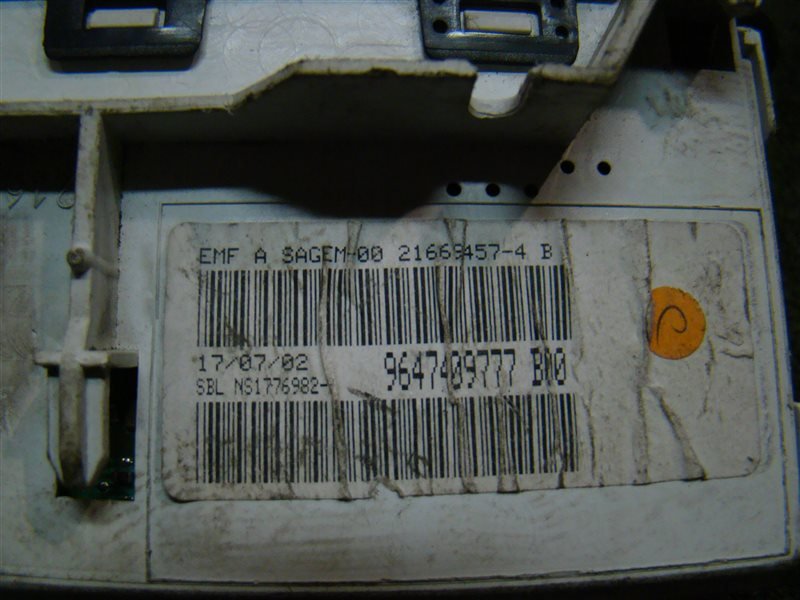 EMF A SAGEM-00 21669457-4 B
17/07/02
9647409777 B00
SBL NS1776982-